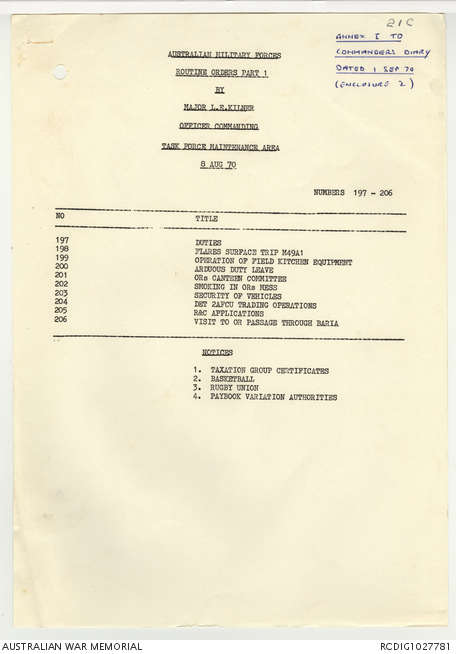 21C
ANNEX I TO
COMMANDERS DIARY
DATED 1 SEP 70
(ENCLOSURE 2)
AUSTRALIAN MILITARY FORCES
ROUTINE ORDERS PART 1
BY
MAJOR L.E.KILNER
OFFICER COMMANDING
TASK FORCE MAINTENANCE AREA
8 AUG 70
NUMBERS 197 - 206
NO TITLE
197 DUTIES
198 FLARES SURFACE TRIP M49A1
199 OPERATION OF FIELD KITCHEN EQUIPMENT
200 ARDUOUS DUTY LEAVE
201 ORs CANTEEN COMMITTEE
202 SMOKING IN ORs MESS
203 SECURITY OF VEHICLES
204 DET 2AFCU TRADING OPERATIONS
205 R&C APPLICATIONS
206 VISIT TO OR PASSAGE THROUGH BARIA
NOTICES
1. TAXATION GROUP CERTIFICATES
2. BASKETBALL
3. RUGBY UNION
4. PAYBOOK VARIATION AUTHORITIES
AUSTRALIAN WAR MEMORIAL
RCDIG1027781